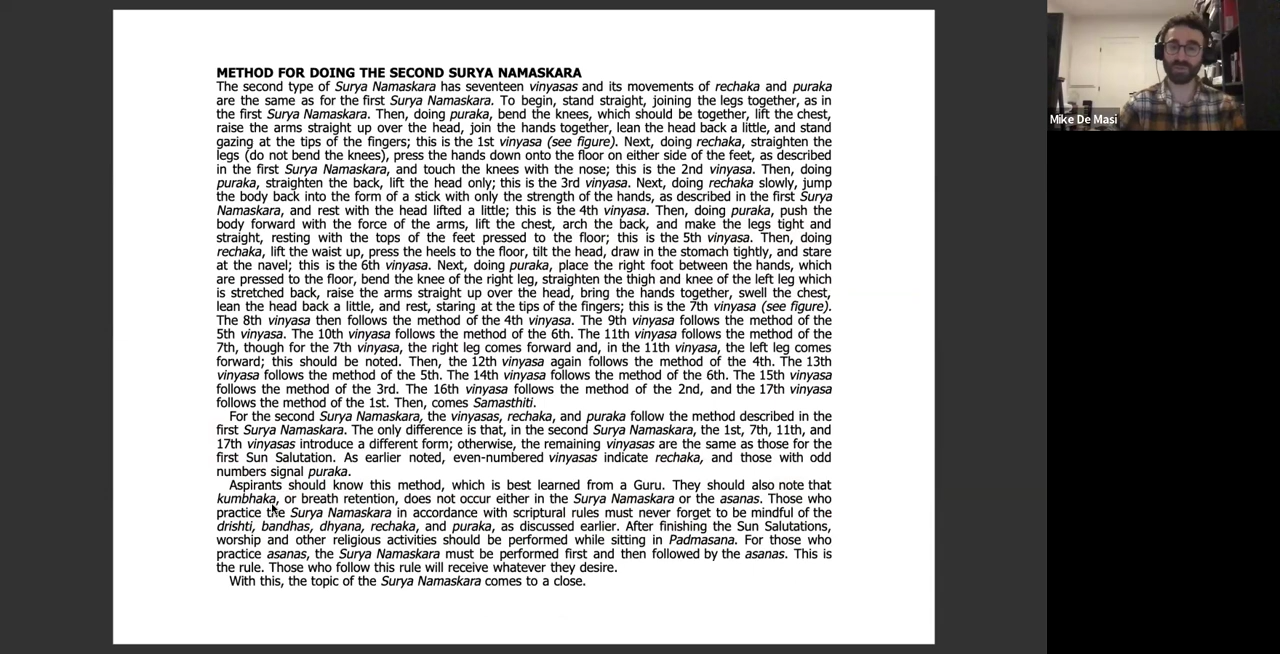 METHOD FOR DOING THE SECOND SURYA NAMASKARA
The second type of Surya Namaskara has seventeen vinyasas and its movements of rechaka and puraka
are the same as for the first Surya Namaskara. To begin, stand straight, joining the legs together, as in
the first Surya Namaskara. Then, doing puraka, bend the knees, which should be together, lift the chest,
raise the arms straight up over the head, join the hands together, lean the head back a little, and stand
gazing at the tips of the fingers; this is the 1st vinyasa (see figure). Next, doing rechaka, straighten the
legs (do not bend the knees), press the hands down onto the floor on either side of the feet, as described
in the first Surya Namaskara, and touch the knees with the nose; this is the 2nd vinyasa. Then, doing
puraka, straighten the back, lift the head only; this is the 3rd vinyasa. Next, doing rechaka slowly, jump
the body back into the form of a stick with only the strength of the hands, as described in the first Surya
Namaskara, and rest with the head lifted a little; this is the 4th vinyasa. Then, doing puraka, push the
body forward with the force of the arms, lift the chest, arch the back, and make the legs tight and
straight, resting with the tops of the feet pressed to the floor; this is the 5th vinyasa. Then, doing
rechaka, lift the waist up, press the heels to the floor, tilt the head, draw in the stomach tightly, and stare
at the navel; this is the 6th vinyasa. Next, doing puraka, place the right foot between the hands, which
are pressed to the floor, bend the knee of the right leg, straighten the thigh and knee of the left leg which
is stretched back, raise the arms straight up over the head, bring the hands together, swell the chest,
lean the head back a little, and rest, staring at the tips of the fingers; this is the 7th vinyasa (see figure).
The 8th vinyasa then follows the method of the 4th vinyasa. The 9th vinyasa follows the method of the
5th vinyasa. The 10th vinyasa follows the method of the 6th. The 11th vinyasa follows the method of the
7th, though for the 7th vinyasa, the right leg comes forward and, in the 11th vinyasa, the left leg comes
forward; this should be noted. Then, the 12th vinyasa again follows the method of the 4th. The 13th
vinyasa follows the method of the 5th. The 14th vinyasa follows the method of the 6th. The 15th vinyasa
follows the method of the 3rd. The 16th vinyasa follows the method of the 2nd, and the 17th vinyasa
follows the method of the 1st. Then, comes Samasthiti.
For the second Surya Namaskara, the vinyasas, rechaka, and puraka follow the method described in the
first Surya Namaskara. The only difference is that, in the second Surya Namaskara, the 1st, 7th, 11th, and
17th vinyasas introduce a different form; otherwise, the remaining vinyasas are the same as those for the
first Sun Salutation. As earlier noted, even-numbered vinyasas indicate rechaka, and those with odd
numbers signal puraka.
Aspirants should know this method, which is best learned from a Guru. They should also note that
kumbhaka, or breath retention, does not occur either in the Surya Namaskara or the asanas. Those who
practice the Surya Namaskara in accordance with scriptural rules must never forget to be mindful of the
drishti, bandhas, dhyana, rechaka, and puraka, as discussed earlier. After finishing the Sun Salutations,
worship and other religious activities should be performed while sitting in Padmasana. For those who
practice asanas, the Surya Namaskara must be performed first and then followed by the asanas. This is
the rule. Those who follow this rule will receive whatever they desire.
With this, the topic of the Surya Namaskara comes to a close.
Mike De Masi